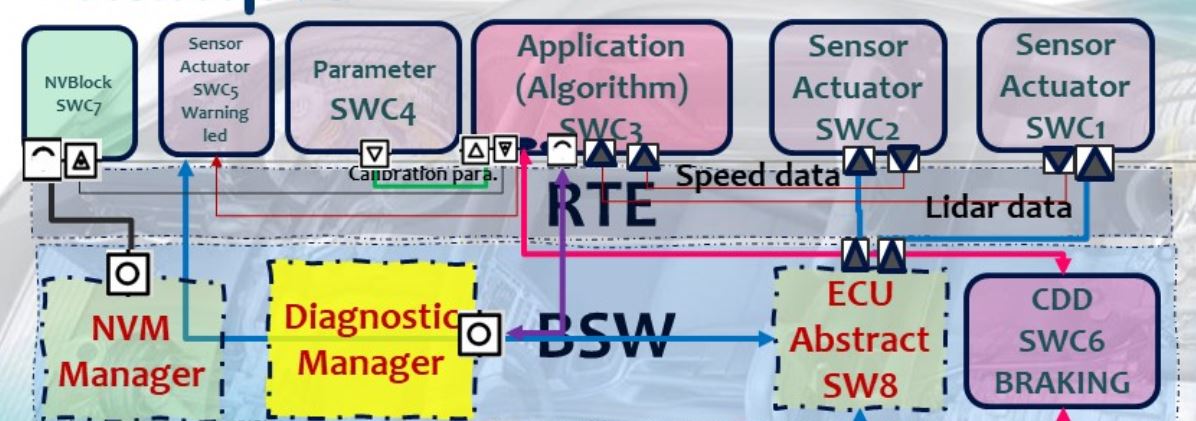 NVBlock
SWC7
Sensor
Actuator
SWC5
Warning
led
Parameter
SWC4
Application
(Algorithm)
SWC3
Sensor
Actuator
SWC2
Sensor
Actuator
SWC1
Calibration para.
Speed data
RTE
Lidar data
NVM
Manager
Diagnostic
Manager
BSW
ECU
Abstract
SW8
CDD
SWC6
BRAKING